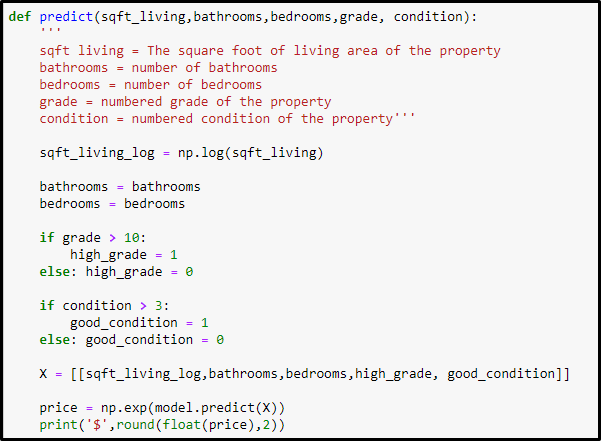 def predict(sqft_living,bathrooms,bedrooms,grade, condition):
    '''
    sqft living = The square foot of living area of the property
    bathrooms = number of bathrooms
    bedrooms = number of bedrooms
    grade = numbered grade of the property
    condition = numbered condition of the property'''

    sqft_living_log = np.log(sqft_living)

    bathrooms = bathrooms
    bedrooms = bedrooms

    if grade > 10:
        high_grade = 1
    else: high_grade = 0

    if condition > 3:
        good_condition = 1
    else: good_condition = 0

    X = [[sqft_living_log,bathrooms,bedrooms,high_grade, good_condition]]

    price = np.exp(model.predict(X))
    print('$',round(float(price),2))